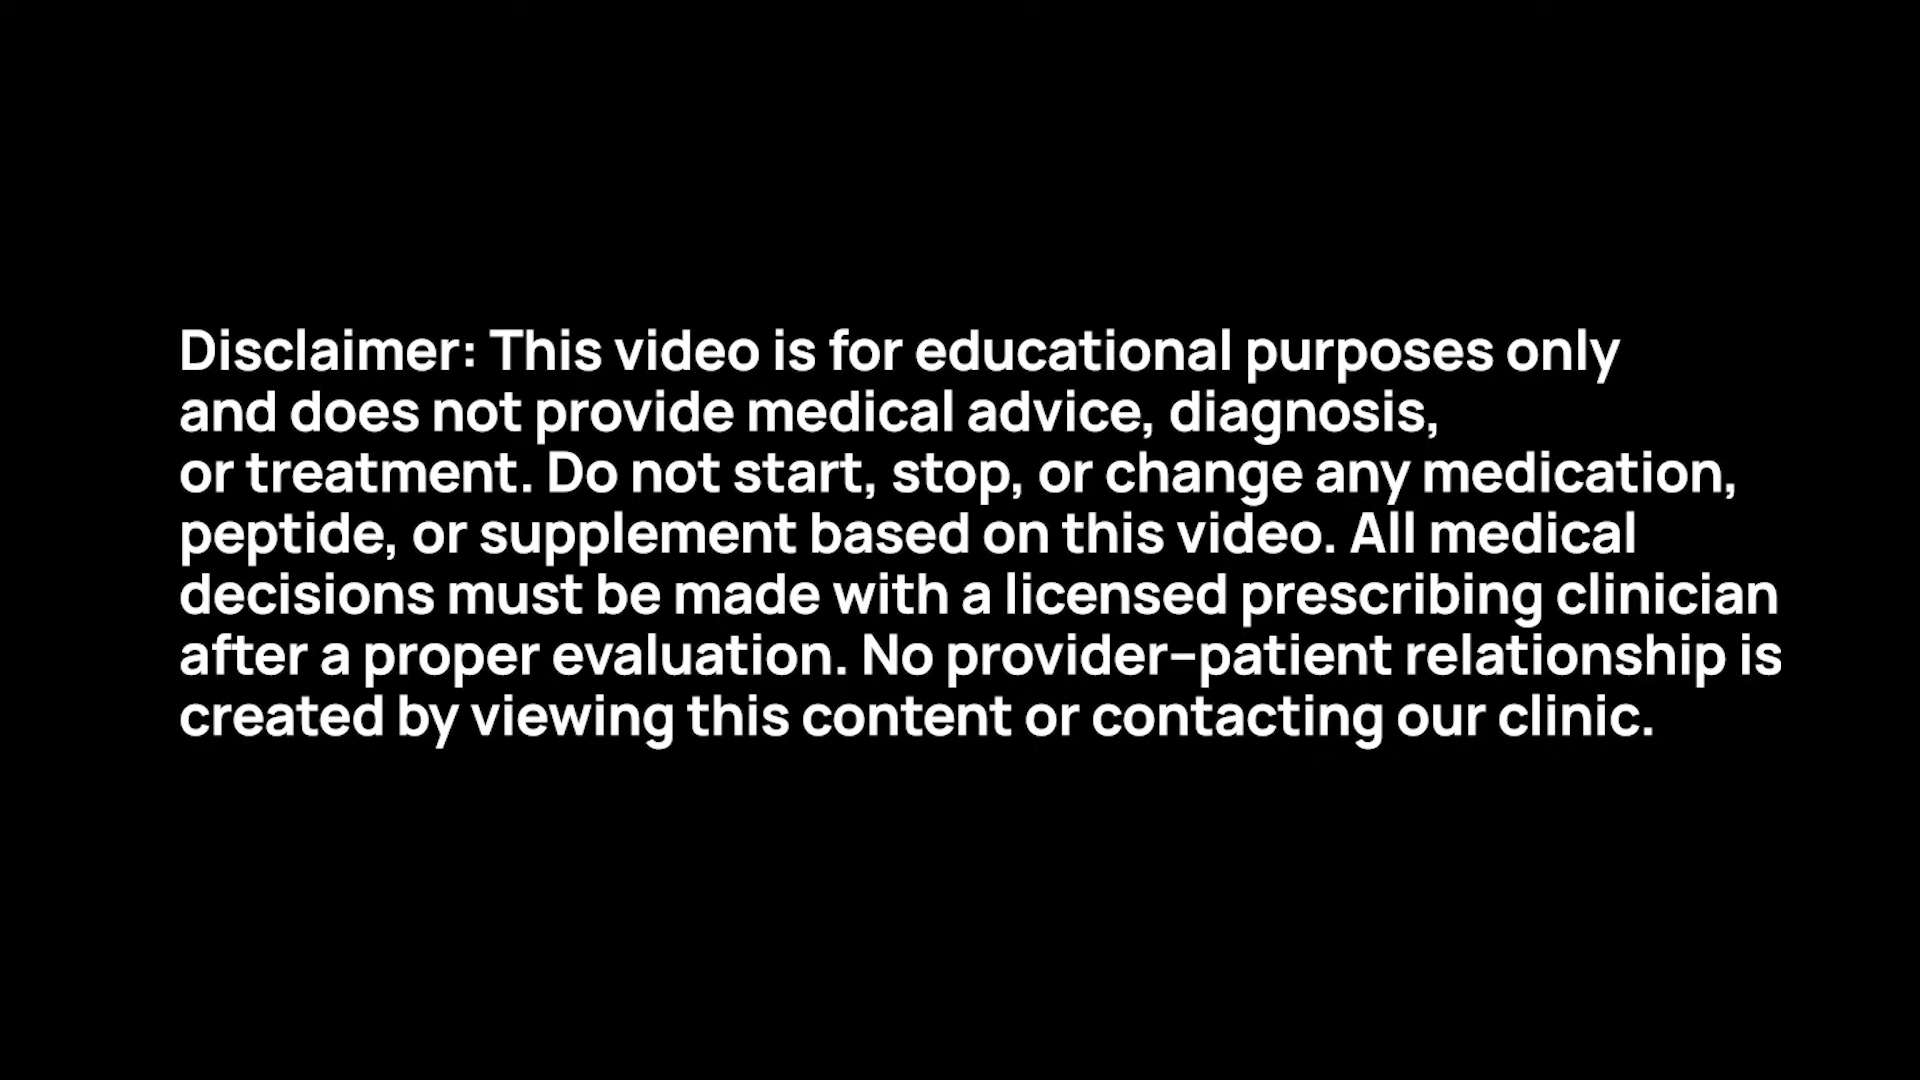 Disclaimer: This video is for educational purposes only
and does not provide medical advice, diagnosis,
or treatment. Do not start, stop, or change any medication,
peptide, or supplement based on this video. All medical
decisions must be made with a licensed prescribing clinician
after a proper evaluation. No provider–patient relationship is
created by viewing this content or contacting our clinic.